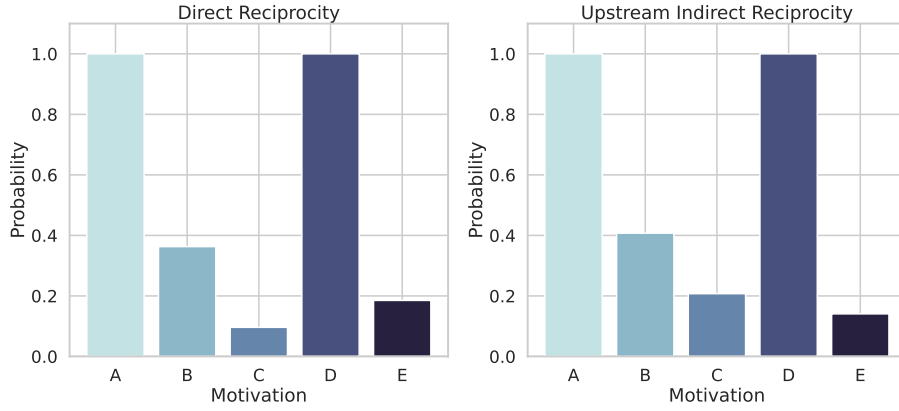 Direct Reciprocity
Probability
1.0
0.8
0.6
0.4
0.2
0.0
A B C D E
Motivation
Upstream Indirect Reciprocity
Probability
1.0
0.8
0.6
0.4
0.2
0.0
A B C D E
Motivation